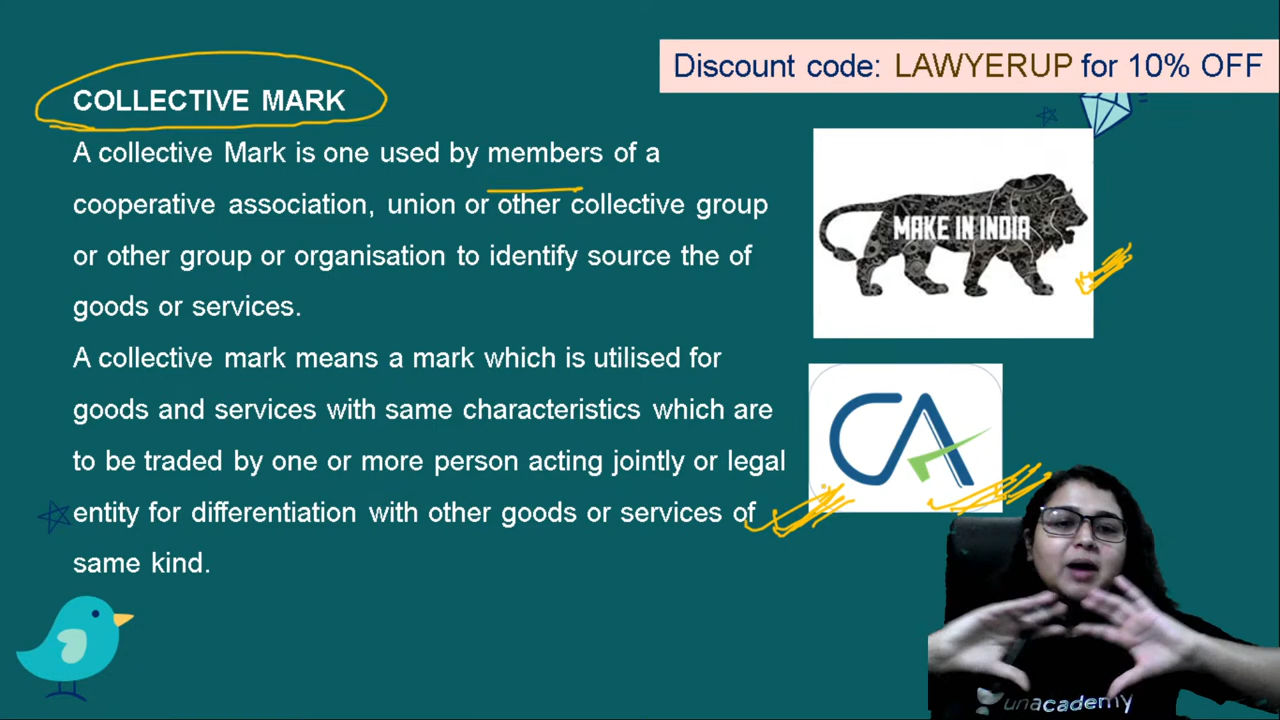 Discount code: LAWYERUP for 10% OFF
COLLECTIVE MARK
A collective Mark is one used by members of a
cooperative association, union or other collective group
or other group or organisation to identify source the of
goods or services.
A collective mark means a mark which is utilised for
goods and services with same characteristics which are
to be traded by one or more person acting jointly or legal
entity for differentiation with other goods or services of
same kind.
MAKE IN INDIA
CA
unacademy